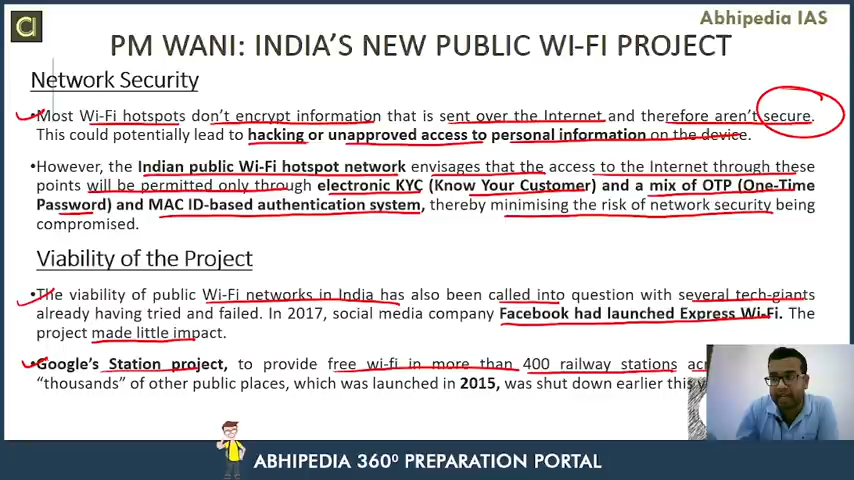 Abhipedia IAS
PM WANI: INDIA'S NEW PUBLIC WI-FI PROJECT
Network Security
•Most Wi-Fi hotspots don't encrypt information that is sent over the Internet and therefore aren't secure.
This could potentially lead to hacking or unapproved access to personal information on the device.
•However, the Indian public Wi-Fi hotspot network envisages that the access to the Internet through these
points will be permitted only through electronic KYC (Know Your Customer) and a mix of OTP (One-Time
Password) and MAC ID-based authentication system, thereby minimising the risk of network security being
compromised.
Viability of the Project
•The viability of public Wi-Fi networks in India has also been called into question with several tech-giants
already having tried and failed. In 2017, social media company Facebook had launched Express Wi-Fi. The
project made little impact.
•Google's Station project, to provide free wi-fi in more than 400 railway stations
"thousands" of other public places, which was launched in 2015, was shut down earlier this
ABHIPEDIA 360⁰ PREPARATION PORTAL